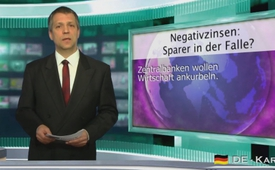 Negativzinsen:
Sparer in der Falle?
Zentralbanken wollen
Wirtschaft ankurbeln.
DE-KAR